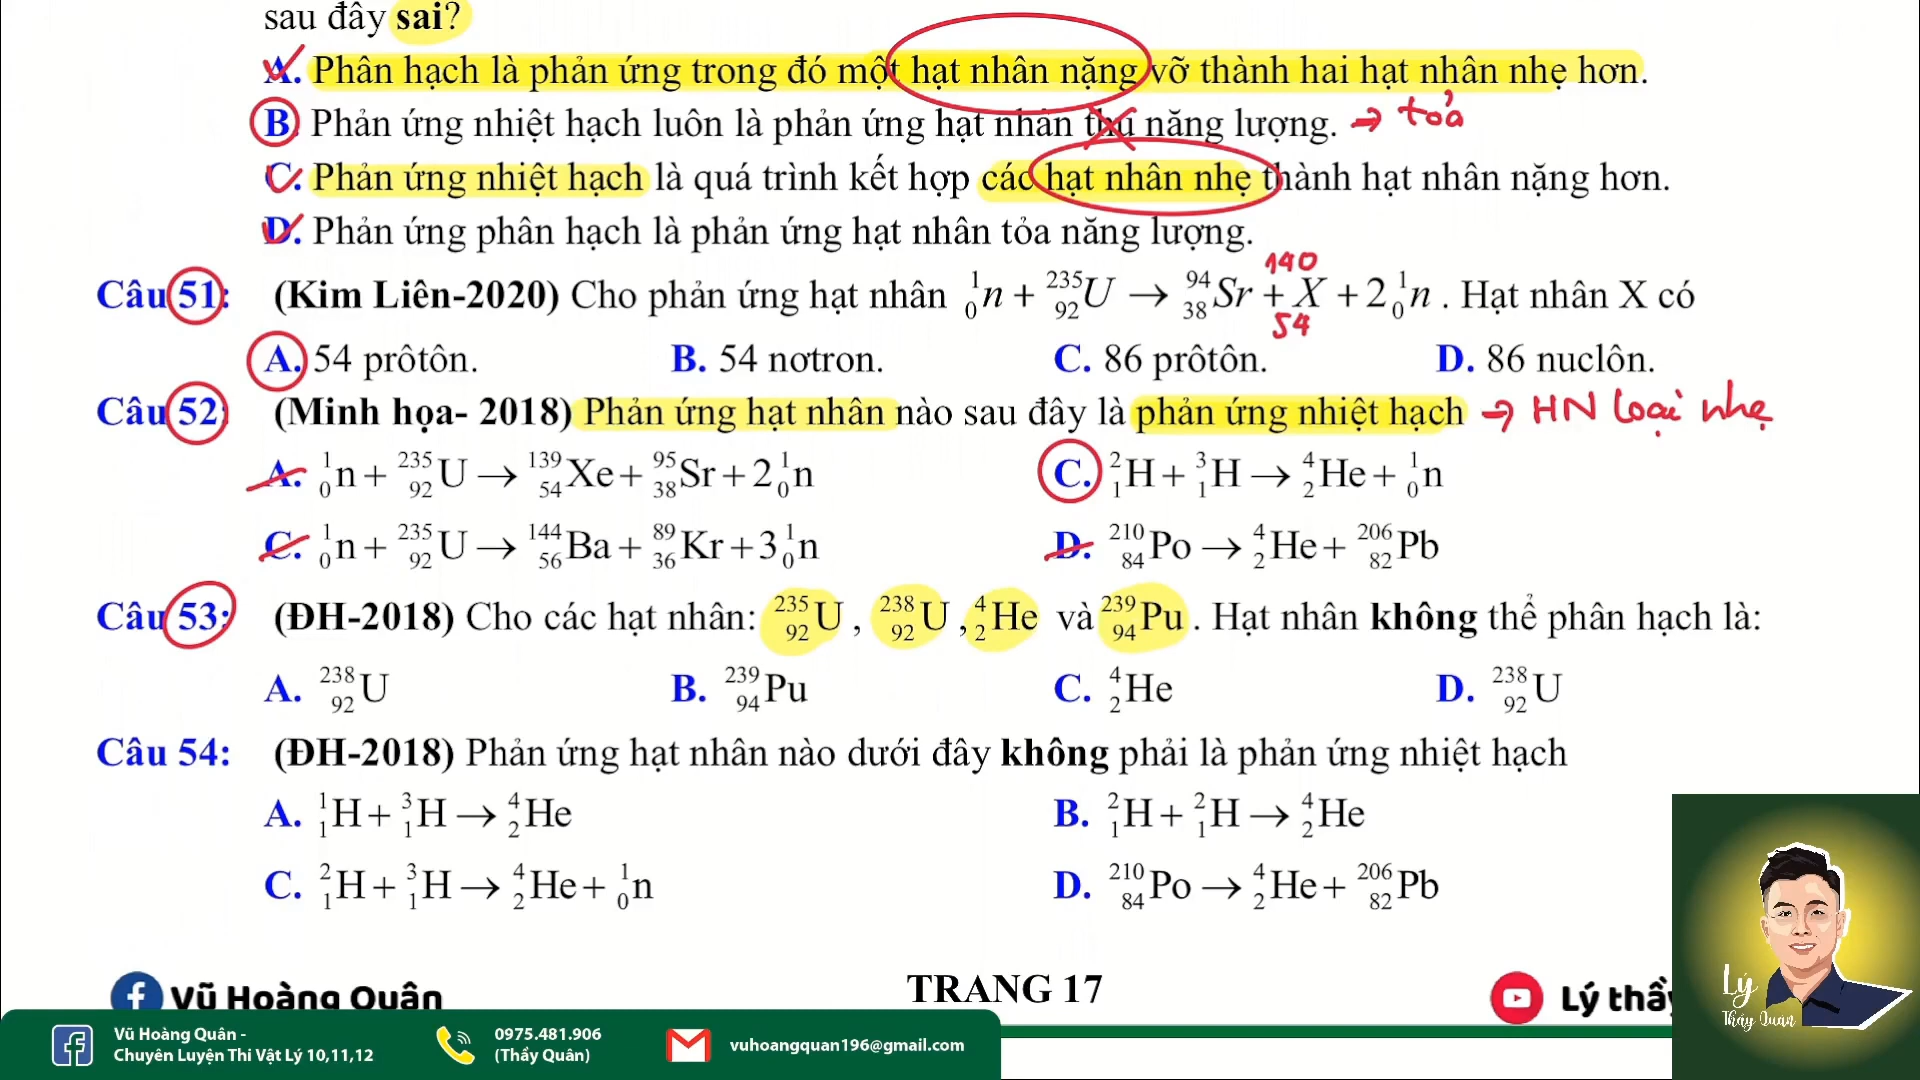 sau đây sai?
A. Phân hạch là phản ứng trong đó một hạt nhân nặng vỡ thành hai hạt nhân nhẹ hơn.
B. Phản ứng nhiệt hạch luôn là phản ứng hạt nhân thu năng lượng. → toả
C. Phản ứng nhiệt hạch là quá trình kết hợp các hạt nhân nhẹ thành hạt nhân nặng hơn.
D. Phản ứng phân hạch là phản ứng hạt nhân tỏa năng lượng.
Câu 51: (Kim Liên-2020) Cho phản ứng hạt nhân ¹₀n + ²³⁵₉₂U → ⁹⁴₃₈Sr + ¹⁴⁰₅₄X + 2¹₀n. Hạt nhân X có
A. 54 prôtôn. B. 54 nơtron. C. 86 prôtôn. D. 86 nuclôn.
Câu 52: (Minh họa- 2018) Phản ứng hạt nhân nào sau đây là phản ứng nhiệt hạch → HN loại nhẹ
A. ¹₀n + ²³⁵₉₂U → ¹³⁹₅₄Xe + ⁹⁵₃₈Sr + 2¹₀n C. ²₁H + ³₁H → ⁴₂He + ¹₀n
C. ¹₀n + ²³⁵₉₂U → ¹⁴⁴₅₆Ba + ⁸⁹₃₆Kr + 3¹₀n D. ²¹⁰₈₄Po → ⁴₂He + ²⁰⁶₈₂Pb
Câu 53: (ĐH-2018) Cho các hạt nhân: ²³⁵₉₂U, ²³⁸₉₂U, ⁴₂He và ²³⁹₉₄Pu. Hạt nhân không thể phân hạch là:
A. ²³⁸₉₂U B. ²³⁹₉₄Pu C. ⁴₂He D. ²³⁸₉₂U
Câu 54: (ĐH-2018) Phản ứng hạt nhân nào dưới đây không phải là phản ứng nhiệt hạch
A. ¹₁H + ³₁H → ⁴₂He B. ²₁H + ²₁H → ⁴₂He
C. ²₁H + ³₁H → ⁴₂He + ¹₀n D. ²¹⁰₈₄Po → ⁴₂He + ²⁰⁶₈₂Pb
Vũ Hoàng Quân TRANG 17 Lý thầy
Vũ Hoàng Quân -
Chuyên Luyện Thi Vật Lý 10,11,12
0975.481.906
(Thầy Quân)
vuhoangquan196@gmail.com
Lý
Thầy Quân